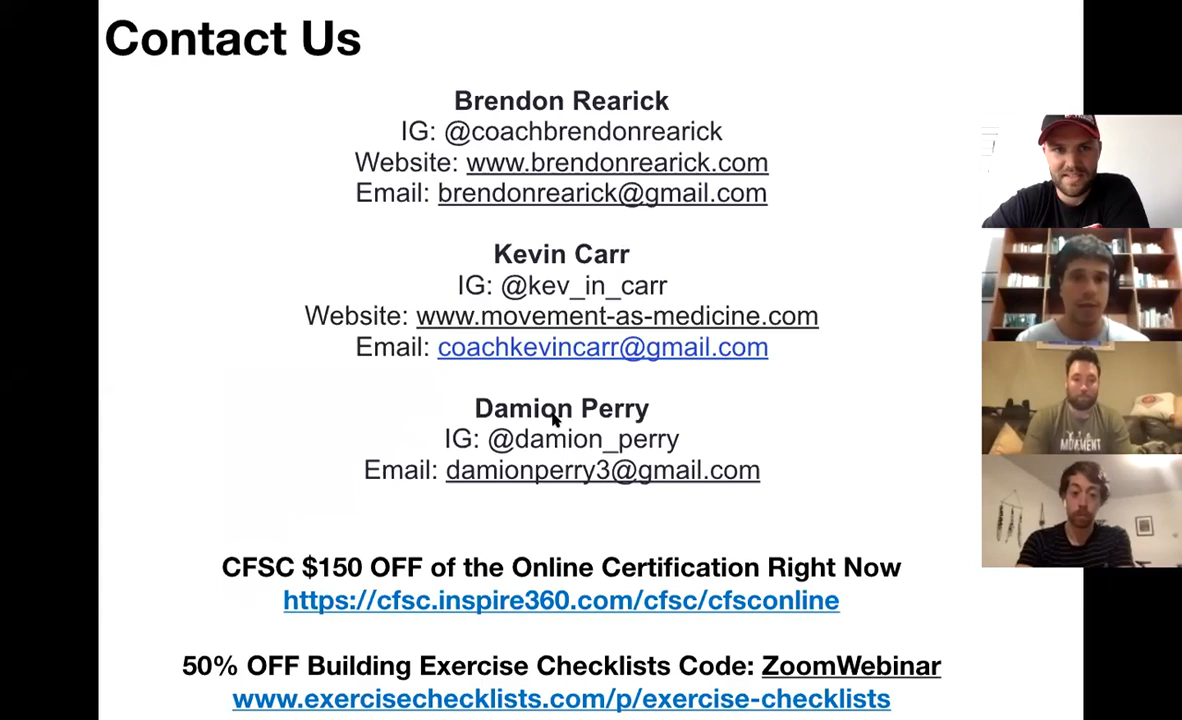 Contact Us
Brendon Rearick
IG: @coachbrendonrearick
Website: www.brendonrearick.com
Email: brendonrearick@gmail.com
Kevin Carr
IG: @kev_in_carr
Website: www.movement-as-medicine.com
Email: coachkevincarr@gmail.com
Damion Perry
IG: @damion_perry
Email: damionperry3@gmail.com
CFSC $150 OFF of the Online Certification Right Now
https://cfsc.inspire360.com/cfsc/cfsconline
50% OFF Building Exercise Checklists Code: ZoomWebinar
www.exercisechecklists.com/p/exercise-checklists